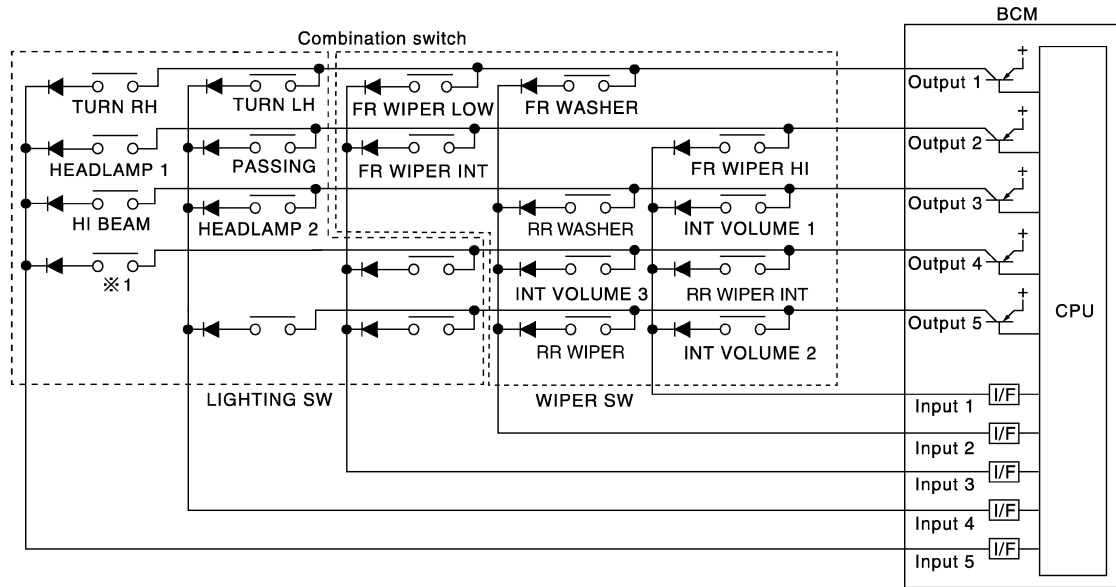 BCM
Combination switch
Output 1
TURN RH
TURN LH
FR WIPER LOW
FR WASHER
Output 2
HEADLAMP 1
PASSING
FR WIPER INT
FR WIPER HI
Output 3
HI BEAM
HEADLAMP 2
RR WASHER
INT VOLUME 1
Output 4
※1
INT VOLUME 3
RR WIPER INT
Output 5
CPU
RR WIPER
INT VOLUME 2
LIGHTING SW
WIPER SW
Input 1
I/F
Input 2
I/F
Input 3
I/F
Input 4
I/F
Input 5
I/F
+
+
+
+
+